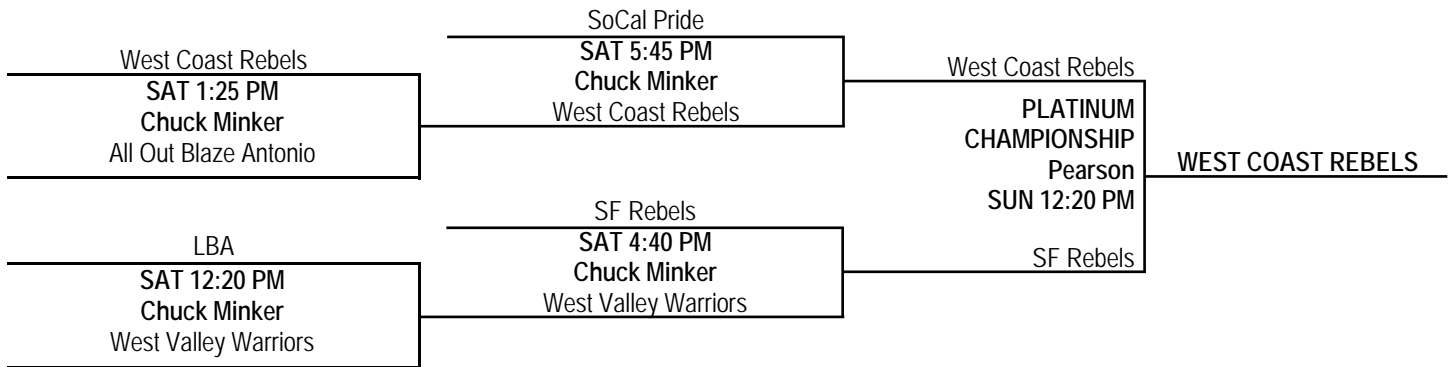 West Coast Rebels
SAT 1:25 PM
Chuck Minker
All Out Blaze Antonio
LBA
SAT 12:20 PM
Chuck Minker
West Valley Warriors
SoCal Pride
SAT 5:45 PM
Chuck Minker
West Coast Rebels
SF Rebels
SAT 4:40 PM
Chuck Minker
West Valley Warriors
West Coast Rebels
PLATINUM
CHAMPIONSHIP
Pearson
SUN 12:20 PM
SF Rebels
WEST COAST REBELS